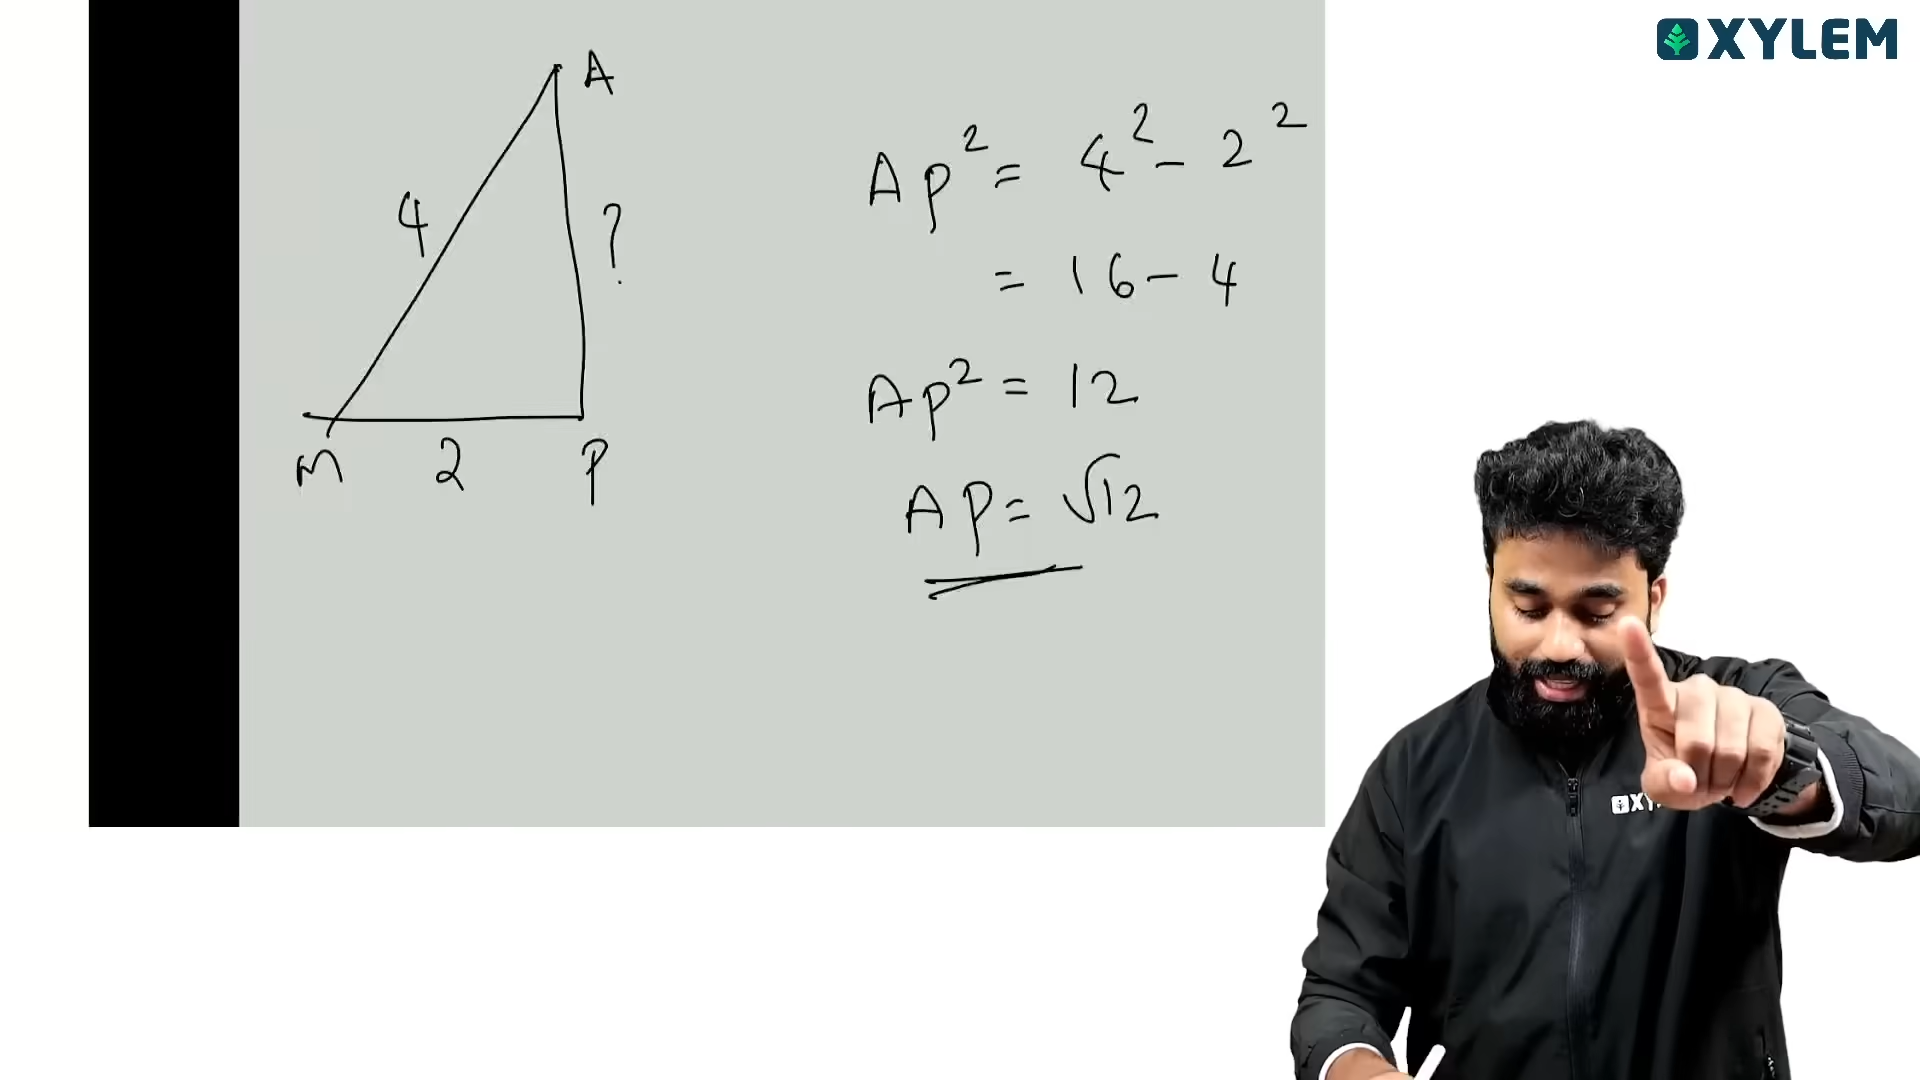 XYLEM
A
4
?
M 2 P
AP² = 4² - 2²
= 16 - 4
AP² = 12
AP = √12
XY